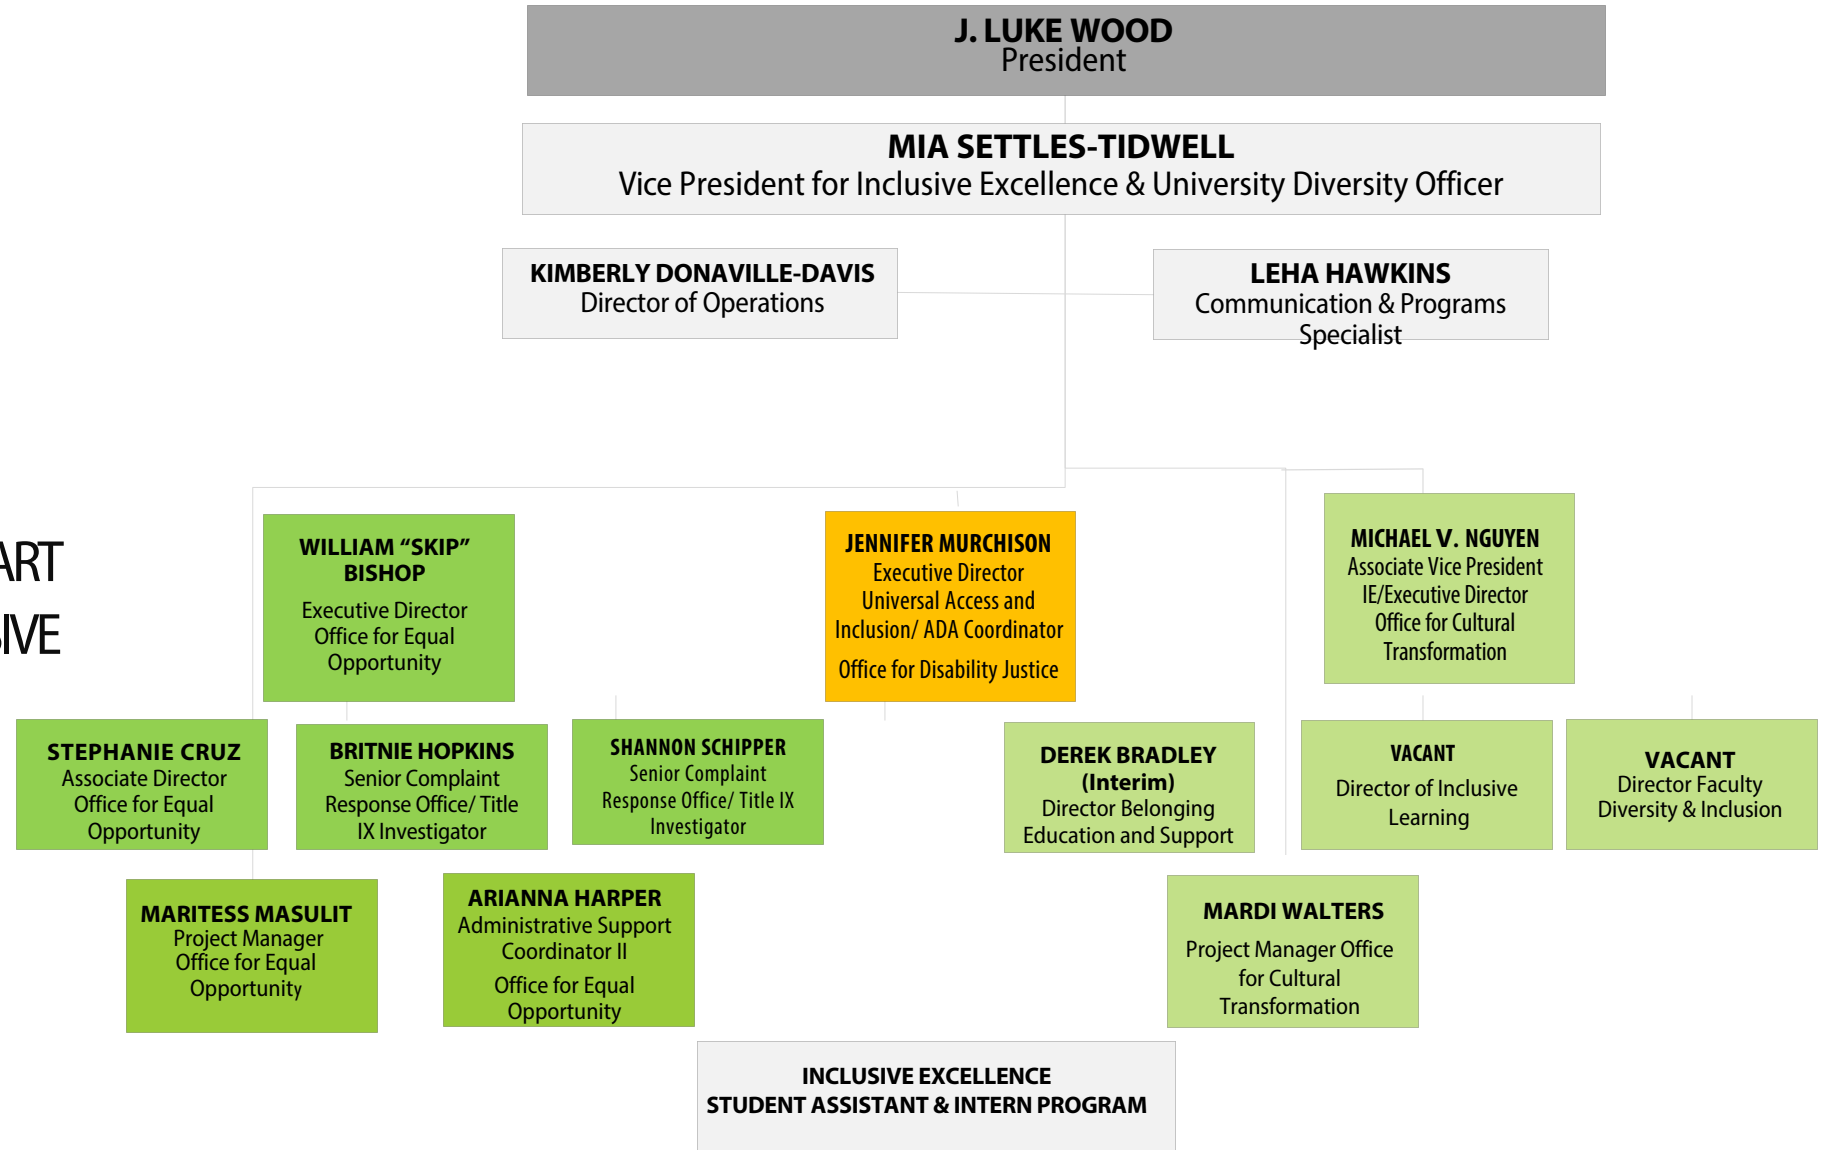 J. LUKE WOOD
President
MIA SETTLES-TIDWELL
Vice President for Inclusive Excellence & University Diversity Officer
KIMBERLY DONAVILLE-DAVIS
Director of Operations
LEHA HAWKINS
Communication & Programs
Specialist
ART
IVE
WILLIAM “SKIP”
BISHOP
Executive Director
Office for Equal
Opportunity
JENNIFER MURCHISON
Executive Director
Universal Access and
Inclusion/ ADA Coordinator
Office for Disability Justice
MICHAEL V. NGUYEN
Associate Vice President
IE/Executive Director
Office for Cultural
Transformation
STEPHANIE CRUZ
Associate Director
Office for Equal
Opportunity
BRITNIE HOPKINS
Senior Complaint
Response Office/ Title
IX Investigator
SHANNON SCHIPPER
Senior Complaint
Response Office/ Title IX
Investigator
DEREK BRADLEY
(Interim)
Director Belonging
Education and Support
VACANT
Director of Inclusive
Learning
VACANT
Director Faculty
Diversity & Inclusion
MARITESS MASULIT
Project Manager
Office for Equal
Opportunity
ARIANNA HARPER
Administrative Support
Coordinator II
Office for Equal
Opportunity
MARDI WALTERS
Project Manager Office
for Cultural
Transformation
INCLUSIVE EXCELLENCE
STUDENT ASSISTANT & INTERN PROGRAM